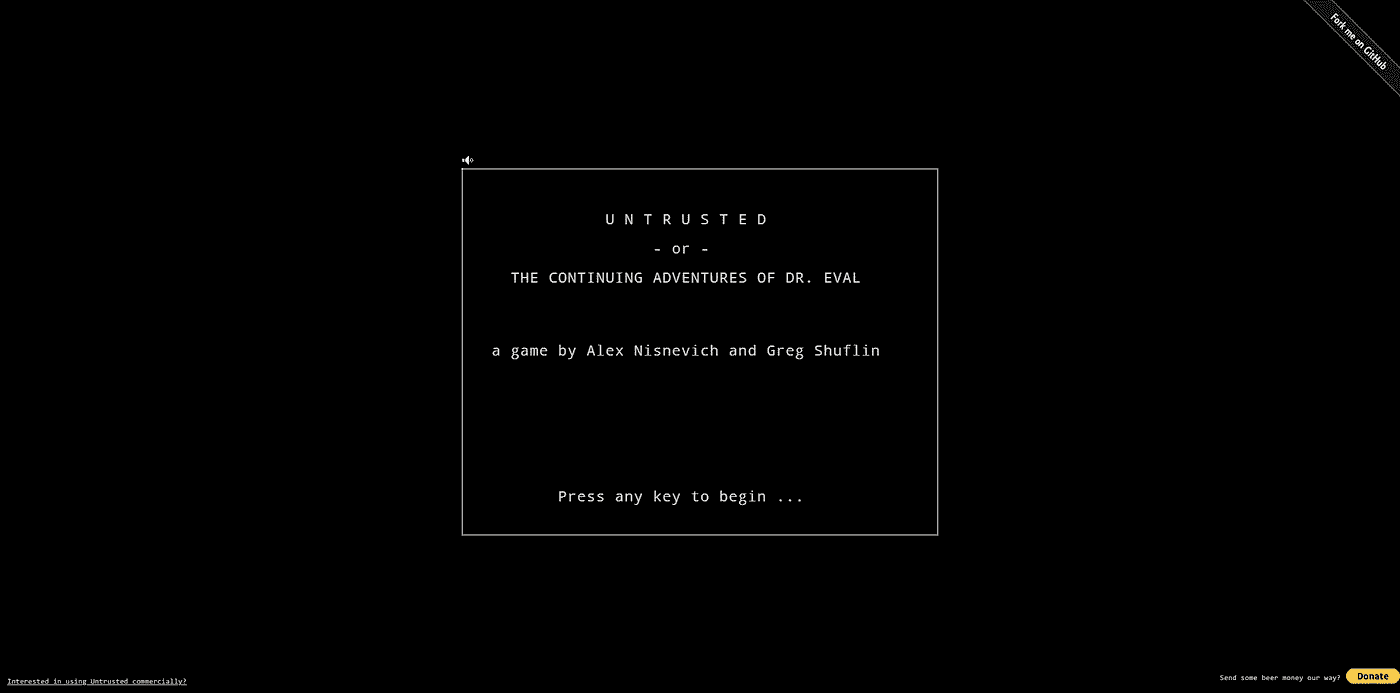 Fork me on GitHub
U N T R U S T E D
- or -
THE CONTINUING ADVENTURES OF DR. EVAL
a game by Alex Nisnevich and Greg Shuflin
Press any key to begin ...
Interested in using Untrusted commercially?
Send some beer money our way? Donate